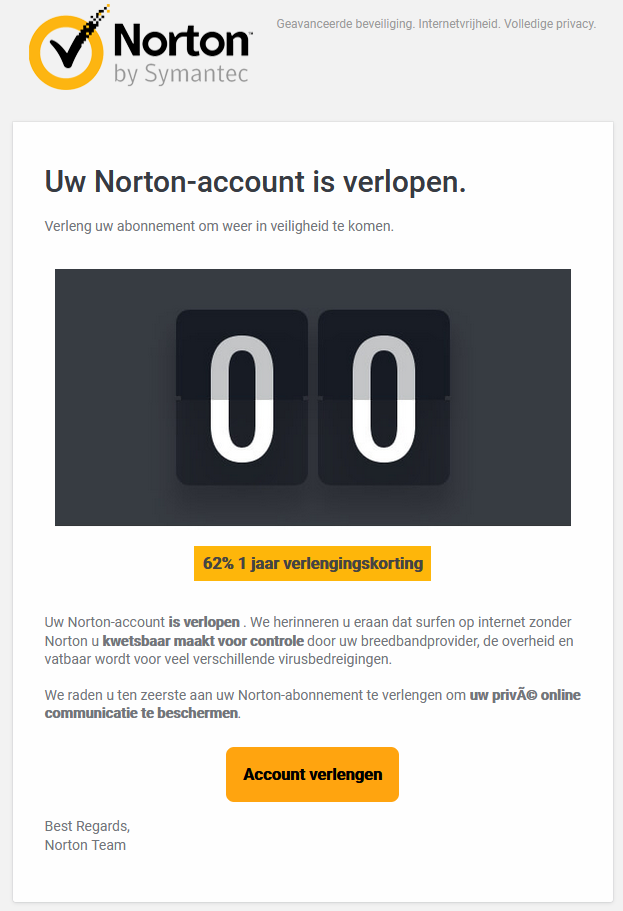 Norton
by Symantec
Geavanceerde beveiliging. Internetvrijheid. Volledige privacy.
Uw Norton-account is verlopen.
Verleng uw abonnement om weer in veiligheid te komen.
00
62% 1 jaar verlengingskorting
Uw Norton-account is verlopen . We herinneren u eraan dat surfen op internet zonder
Norton u kwetsbaar maakt voor controle door uw breedbandprovider, de overheid en
vatbaar wordt voor veel verschillende virusbedreigingen.
We raden u ten zeerste aan uw Norton-abonnement te verlengen om uw privÃ© online
communicatie te beschermen.
Account verlengen
Best Regards,
Norton Team